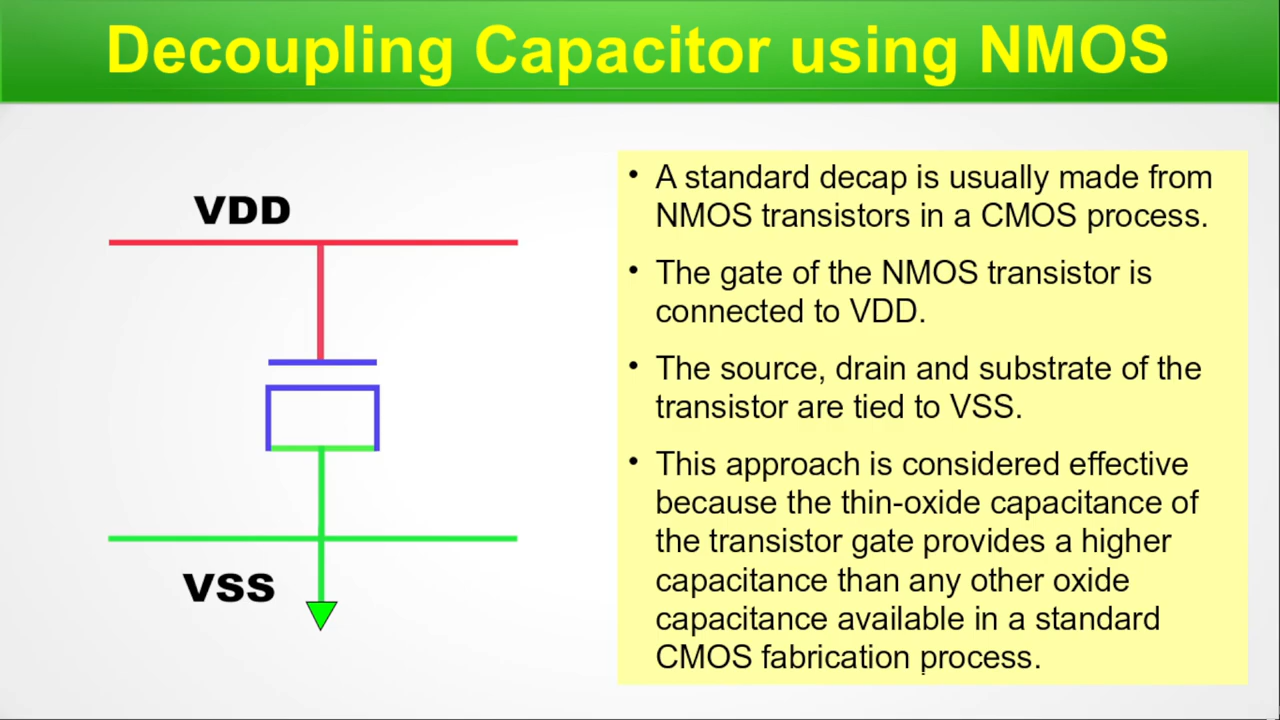 Decoupling Capacitor using NMOS
VDD
VSS
• A standard decap is usually made from
NMOS transistors in a CMOS process.
• The gate of the NMOS transistor is
connected to VDD.
• The source, drain and substrate of the
transistor are tied to VSS.
• This approach is considered effective
because the thin-oxide capacitance of
the transistor gate provides a higher
capacitance than any other oxide
capacitance available in a standard
CMOS fabrication process.